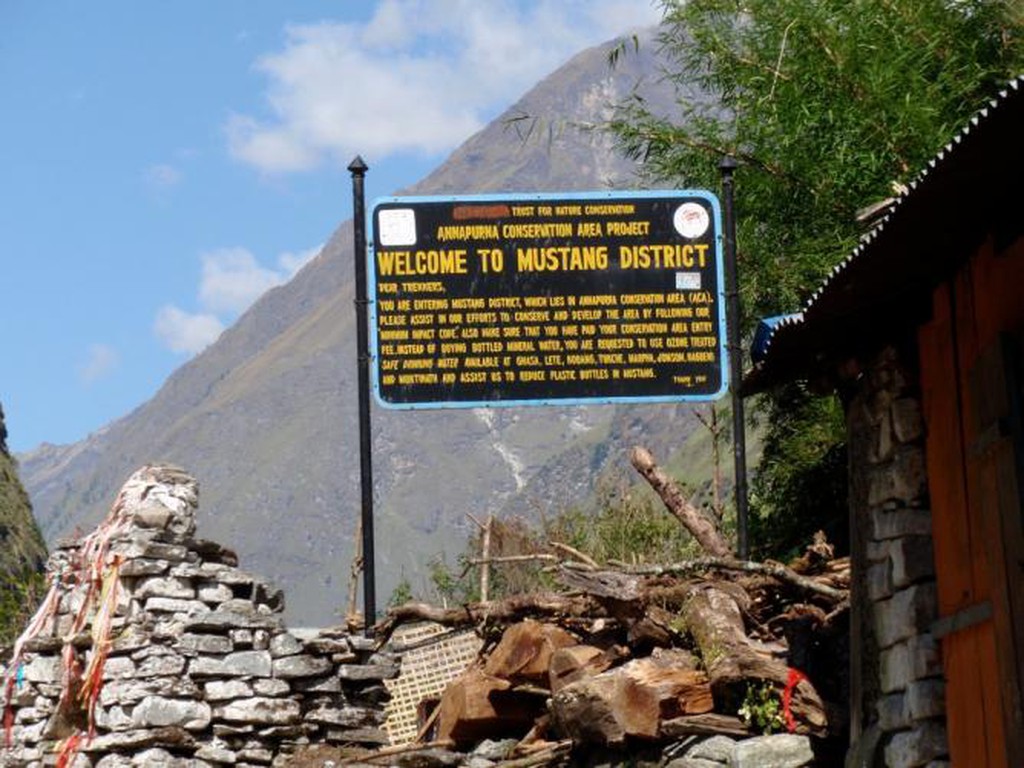 TRUST FOR NATURE CONSERVATION
ANNAPURNA CONSERVATION AREA PROJECT
WELCOME TO MUSTANG DISTRICT
DEAR TREKKERS,
YOU ARE ENTERING MUSTANG DISTRICT, WHICH LIES IN ANNAPURNA CONSERVATION AREA (ACA).
PLEASE ASSIST IN OUR EFFORTS TO CONSERVE AND DEVELOP THE AREA BY FOLLOWING OUR
'MINIMUM IMPACT CODE'. ALSO MAKE SURE THAT YOU HAVE PAID YOUR CONSERVATION AREA ENTRY
FEE. INSTEAD OF BUYING BOTTLED MINERAL WATER, YOU ARE REQUESTED TO USE OZONE TREATED
SAFE DRINKING WATER AVAILABLE AT GHASA, LETE, KOBANG, TUKCHE, MARPHA, JOMSOM, KAGBENI
AND MUKTINATH AND ASSIST US TO REDUCE PLASTIC BOTTLES IN MUSTANG.
THANK YOU